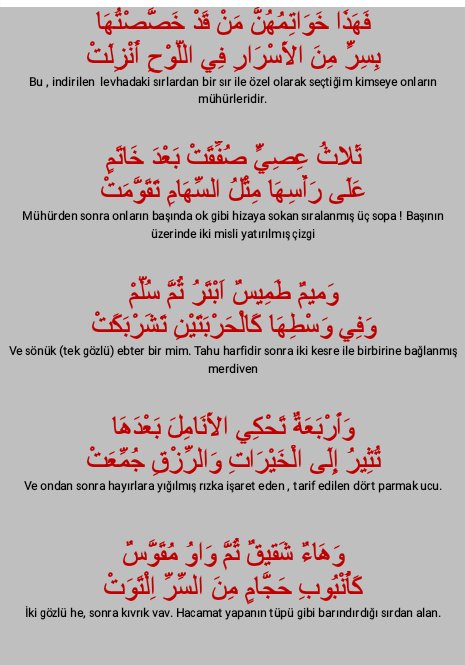 فَهَذَا خَوَاتِمُهُنَّ مَنْ قَدْ خَصَّصْتُهَا
بِسِرٍّ مِنَ الأَسْرَارِ فِي اللَّوْحِ أُنْزِلَتْ
Bu , indirilen levhadaki sırlardan bir sır ile özel olarak seçtiğim kimseye onların
mühürleridir.
ثَلاثُ عِصِيٍّ صُفِّقَتْ بَعْدَ خَاتَمٍ
عَلَى رَأْسِهَا مِثْلُ السِّهَامِ تَقَوَّمَتْ
Mühürden sonra onların başında ok gibi hizaya sokan sıralanmış üç sopa ! Başının
üzerinde iki misli yatırılmış çizgi
وَمِيمٌ طَمِيسٌ اَبْتَرُ ثُمَّ سُلَّمْ
وَفِي وَسْطِهَا كَالْحَرْبَتَيْنِ تَشَرْبَكَتْ
Ve sönük (tek gözlü) ebter bir mim. Tahu harfidir sonra iki kesre ile birbirine bağlanmış
merdiven
وَأَرْبَعَةٌ تَحْكِي الأَنَامِلَ بَعْدَهَا
تُثِيرُ إِلَى الْخَيْرَاتِ وَالرِّزْقِ جُمِّعَتْ
Ve ondan sonra hayırlara yığılmış rızka işaret eden , tarif edilen dört parmak ucu.
وَهَاءٌ شَقِيقٌ ثُمَّ وَاوُ مُقَوَّسٌ
كَأُنْبُوبِ حَجَّامٍ مِنَ السِّرِّ اِلْتَوَتْ
İki gözlü he, sonra kıvrık vav. Hacamat yapanın tüpü gibi barındırdığı sırdan alan.